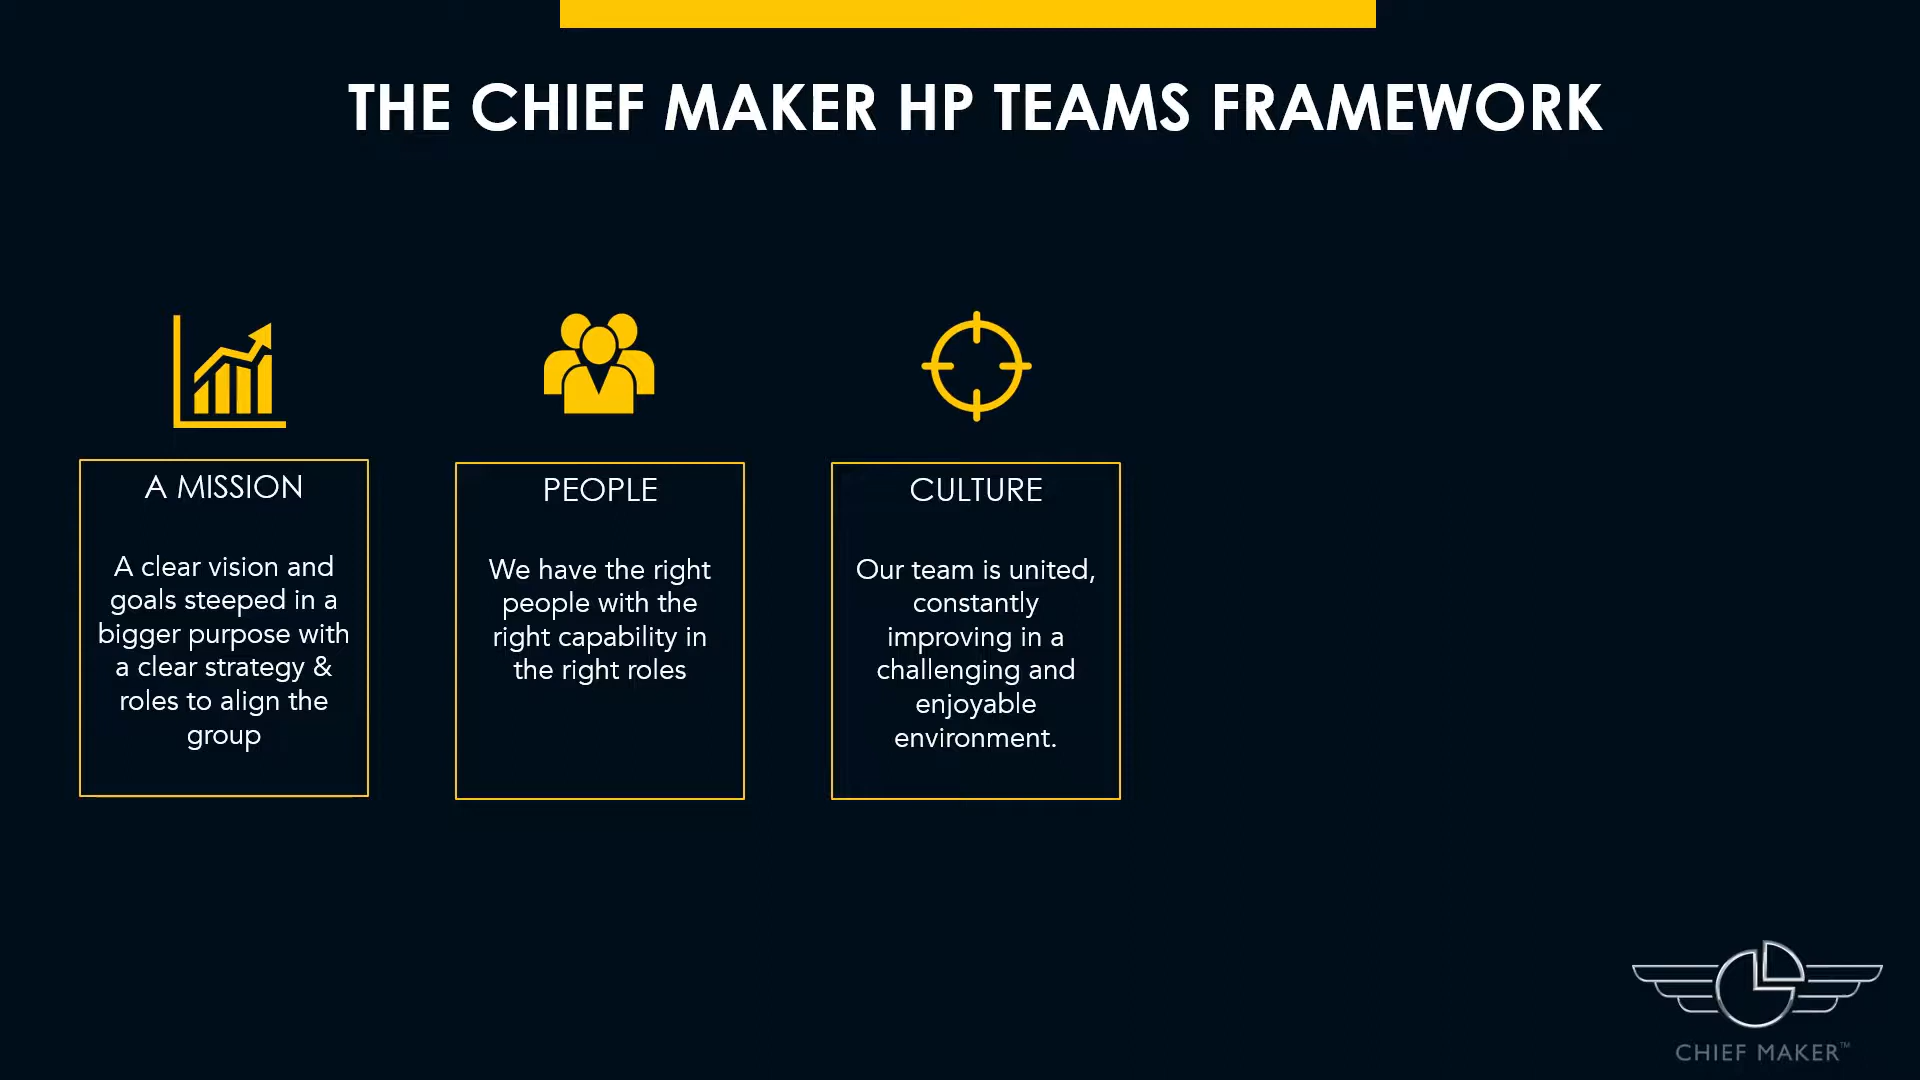 THE CHIEF MAKER HP TEAMS FRAMEWORK
A MISSION
A clear vision and
goals steeped in a
bigger purpose with
a clear strategy &
roles to align the
group
PEOPLE
We have the right
people with the
right capability in
the right roles
CULTURE
Our team is united,
constantly
improving in a
challenging and
enjoyable
environment.
CHIEF MAKER™